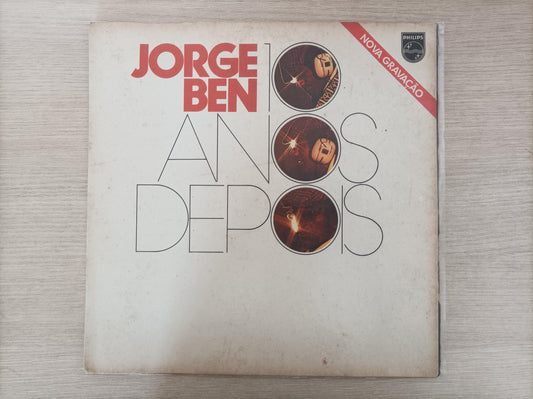 JORGE
BEN 10
ANOS
DEPOIS
NOVA GRAVAÇÃO
PHILIPS